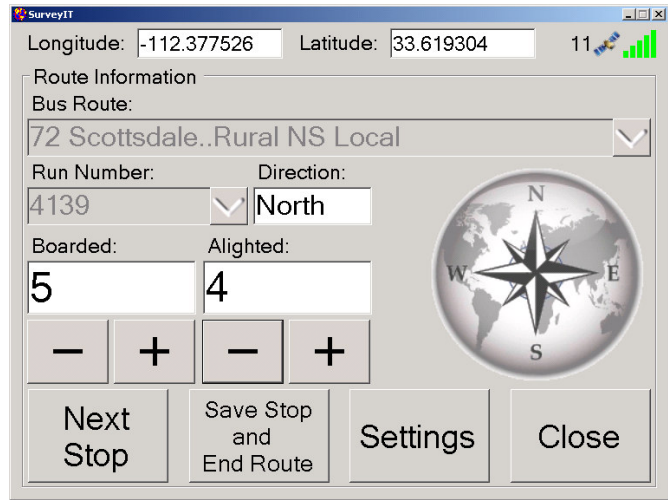 SurveyIT
Longitude: -112.377526 Latitude: 33.619304 11
Route Information
Bus Route:
72 Scottsdale..Rural NS Local
Run Number: Direction:
4139 North
Boarded: Alighted:
5 4
− + − +
N
W E
S
Next Stop
Save Stop and End Route
Settings
Close